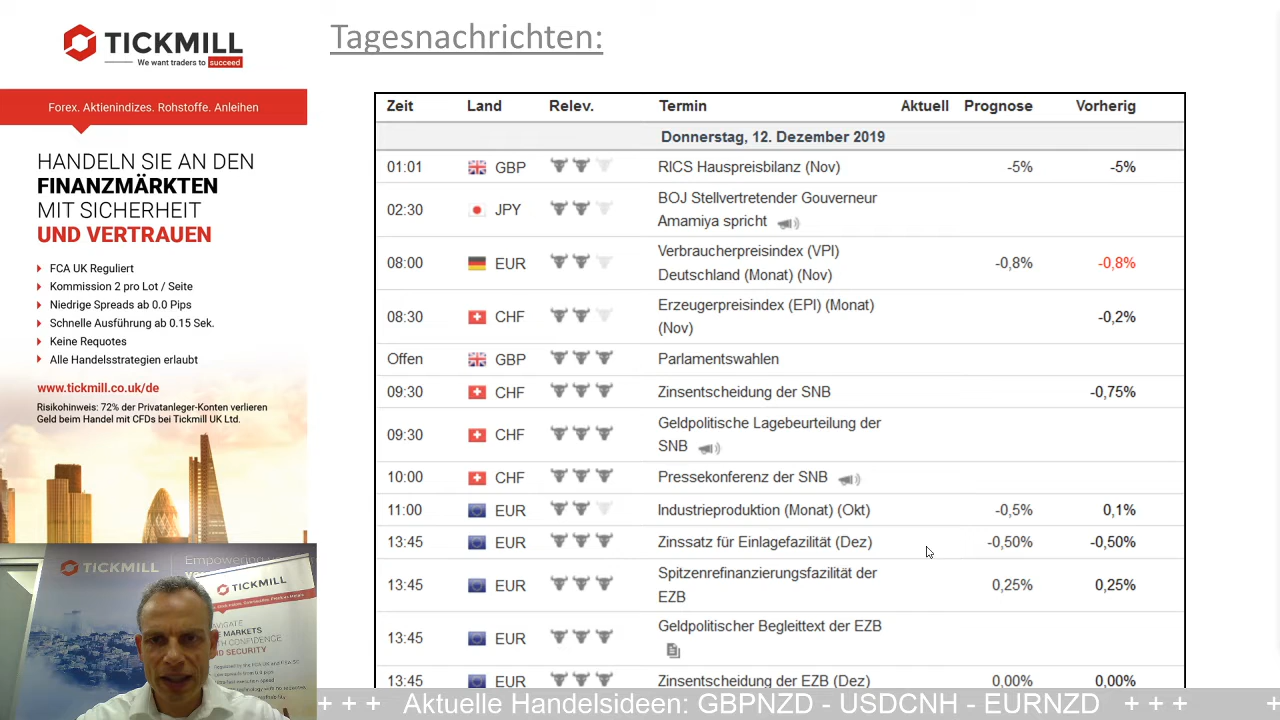 TICKMILL
We want traders to succeed
Forex. Aktienindizes. Rohstoffe. Anleihen
HANDELN SIE AN DEN
FINANZMÄRKTEN
MIT SICHERHEIT
UND VERTRAUEN
FCA UK Reguliert
Kommission 2 pro Lot / Seite
Niedrige Spreads ab 0.0 Pips
Schnelle Ausführung ab 0.15 Sek.
Keine Requotes
Alle Handelsstrategien erlaubt
www.tickmill.co.uk/de
Risikohinweis: 72% der Privatanleger-Konten verlieren
Geld beim Handel mit CFDs bei Tickmill UK Ltd.
Tagesnachrichten:
Zeit Land Relev. Termin Aktuell Prognose Vorherig
Donnerstag, 12. Dezember 2019
01:01 GBP RICS Hauspreisbilanz (Nov) -5% -5%
02:30 JPY BOJ Stellvertretender Gouverneur
Amamiya spricht
08:00 EUR Verbraucherpreisindex (VPI)
Deutschland (Monat) (Nov) -0,8% -0,8%
08:30 CHF Erzeugerpreisindex (EPI) (Monat)
(Nov) -0,2%
Offen GBP Parlamentswahlen
09:30 CHF Zinsentscheidung der SNB -0,75%
09:30 CHF Geldpolitische Lagebeurteilung der
SNB
10:00 CHF Pressekonferenz der SNB
11:00 EUR Industrieproduktion (Monat) (Okt) -0,5% 0,1%
13:45 EUR Zinssatz für Einlagefazilität (Dez) -0,50% -0,50%
13:45 EUR Spitzenrefinanzierungsfazilität der
EZB 0,25% 0,25%
13:45 EUR Geldpolitischer Begleittext der EZB
13:45 EUR Zinsentscheidung der EZB (Dez) 0,00% 0,00%
TICKMILL
Empowering
TICKMILL
MARKETS
CONFIDENCE
SECURITY
+ + + Aktuelle Handelsideen: GBPNZD - USDCNH - EURNZD + + + +